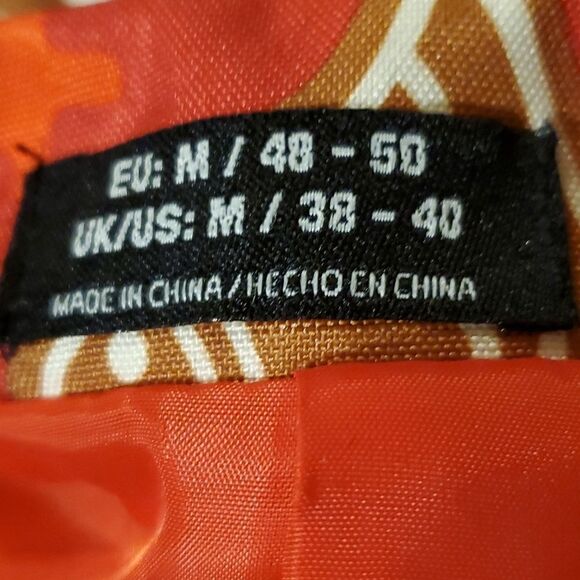 EU: M / 48 - 50
UK/US: M / 38 - 40
MADE IN CHINA / HECHO EN CHINA